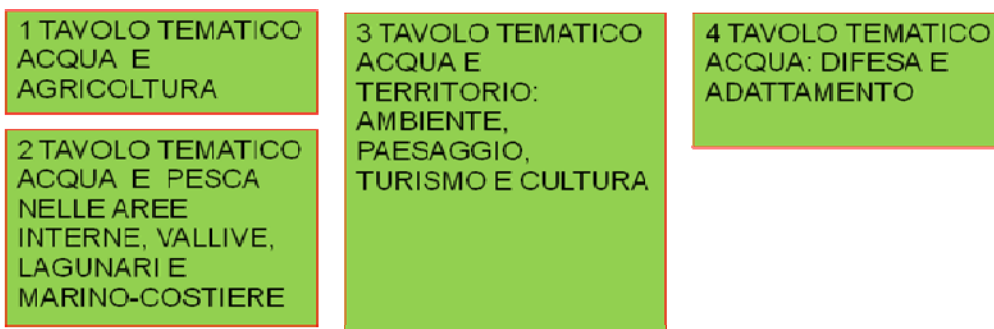 1 TAVOLO TEMATICO
ACQUA E
AGRICOLTURA
2 TAVOLO TEMATICO
ACQUA E PESCA
NELLE AREE
INTERNE, VALLIVE,
LAGUNARI E
MARINO-COSTIERE
3 TAVOLO TEMATICO
ACQUA E
TERRITORIO:
AMBIENTE,
PAESAGGIO,
TURISMO E CULTURA
4 TAVOLO TEMATICO
ACQUA: DIFESA E
ADATTAMENTO